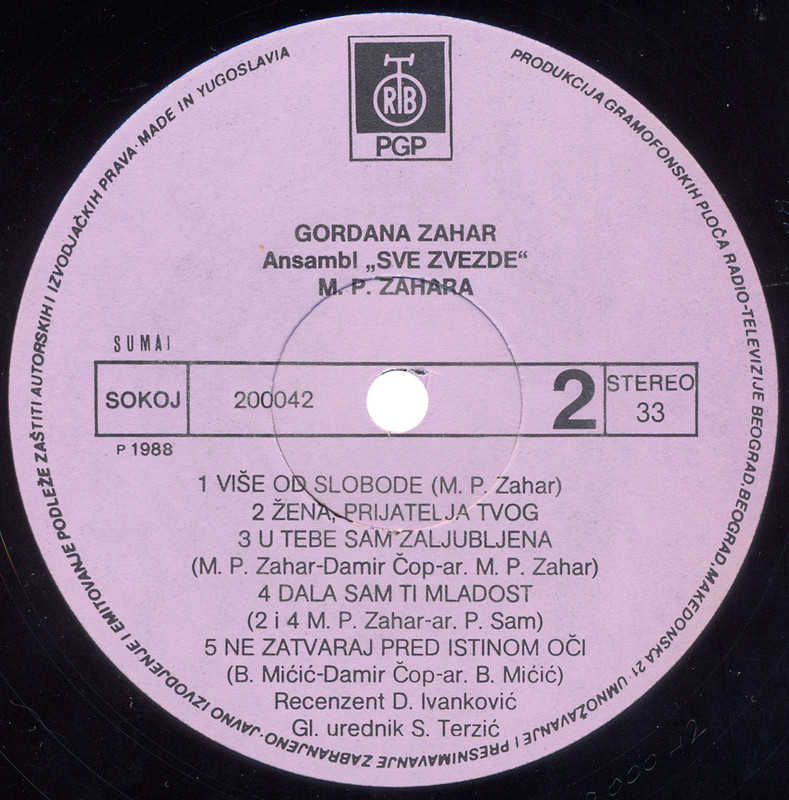 RTB
PGP
PRODUKCIJA GRAMOFONSKIH PLOČA RADIO-TELEVIZIJE BEOGRAD, BEOGRAD, MAKEDONSKA 21 · UMNOŽAVANJE I PRESNIMAVANJE ZABRANJENO · JAVNO IZVODJENJE I EMITOVANJE PODLEŽE ZAŠTITI AUTORSKIH I IZVODJAČKIH PRAVA · MADE IN YUGOSLAVIA
GORDANA ZAHAR
Ansambl „SVE ZVEZDE“
M. P. ZAHARA
SUMAI
SOKOJ 200042 2 STEREO 33
P 1988
1 VIŠE OD SLOBODE (M. P. Zahar)
2 ŽENA, PRIJATELJA TVOG
3 U TEBE SAM ZALJUBLJENA
(M. P. Zahar-Damir Čop-ar. M. P. Zahar)
4 DALA SAM TI MLADOST
(2 i 4 M. P. Zahar-ar. P. Sam)
5 NE ZATVARAJ PRED ISTINOM OČI
(B. Mićić-Damir Čop-ar. B. Mićić)
Recenzent D. Ivanković
Gl. urednik S. Terzić